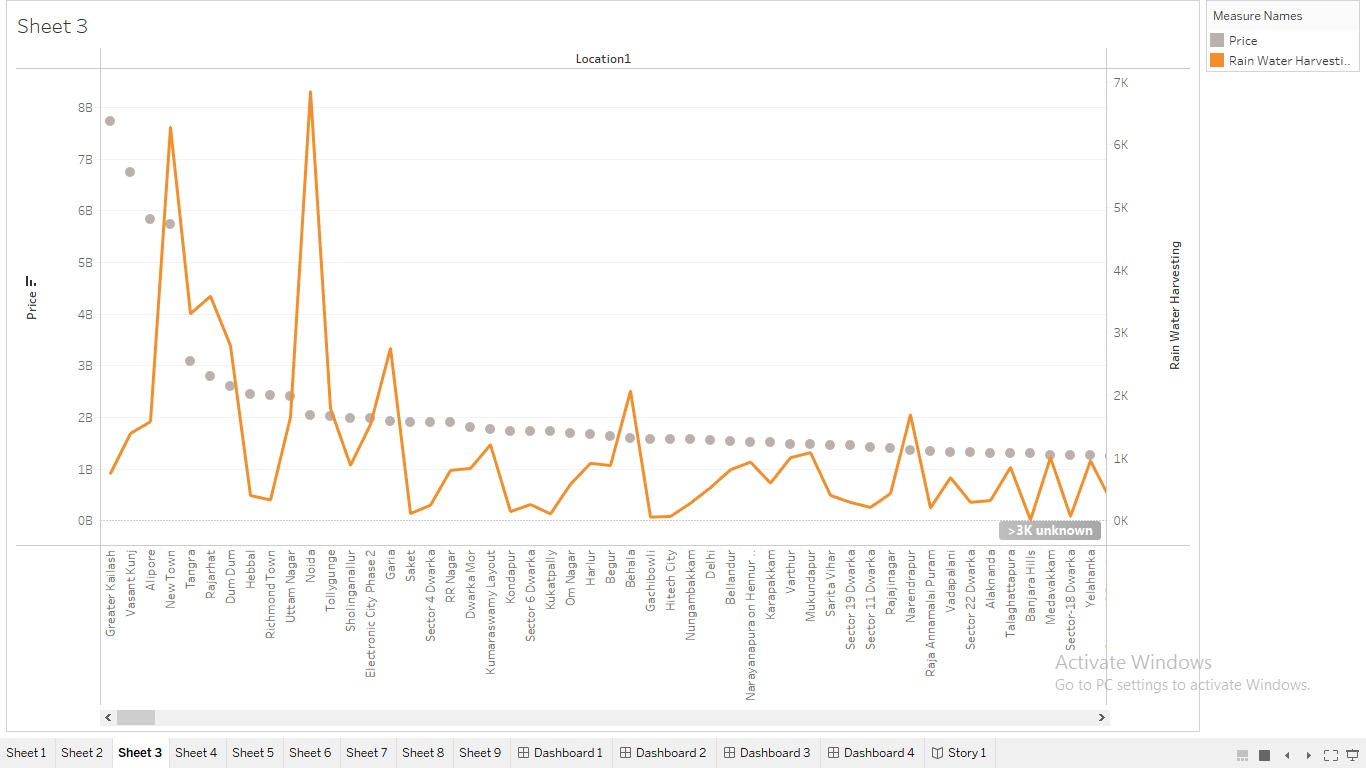 Sheet 3
Measure Names
Price
Rain Water Harvesti..
Location1
Price
8B
7B
6B
5B
4B
3B
2B
1B
0B
7K
6K
5K
4K
3K
2K
1K
0K
Rain Water Harvesting
>3K unknown
Greater Kailash
Vasant Kunj
Alipore
New Town
Tangra
Rajarhat
Dum Dum
Hebbal
Richmond Town
Uttam Nagar
Noida
Tollygunge
Sholinganallur
Electronic City Phase 2
Garia
Saket
Sector 4 Dwarka
RR Nagar
Dwarka Mor
Kumaraswamy Layout
Kondapur
Sector 6 Dwarka
Kukatpally
Om Nagar
Harlur
Begur
Behala
Gachibowli
Hitech City
Nungambakkam
Delhi
Bellandur
Narayanapura on Hennur ..
Karapakkam
Varthur
Mukundapur
Sarita Vihar
Sector 19 Dwarka
Sector 11 Dwarka
Rajajinagar
Narendrapur
Raja Annamalai Puram
Vadapalani
Sector 22 Dwarka
Alaknanda
Talaghattapura
Banjara Hills
Medavakkam
Sector-18 Dwarka
Yelahanka
Activate Windows
Go to PC settings to activate Windows.
Sheet 1 Sheet 2 Sheet 3 Sheet 4 Sheet 5 Sheet 6 Sheet 7 Sheet 8 Sheet 9 Dashboard 1 Dashboard 2 Dashboard 3 Dashboard 4 Story 1